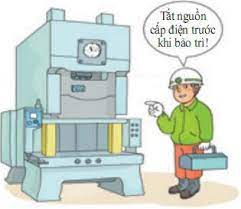 Tắt nguồn
cấp điện trước
khi bảo trì!